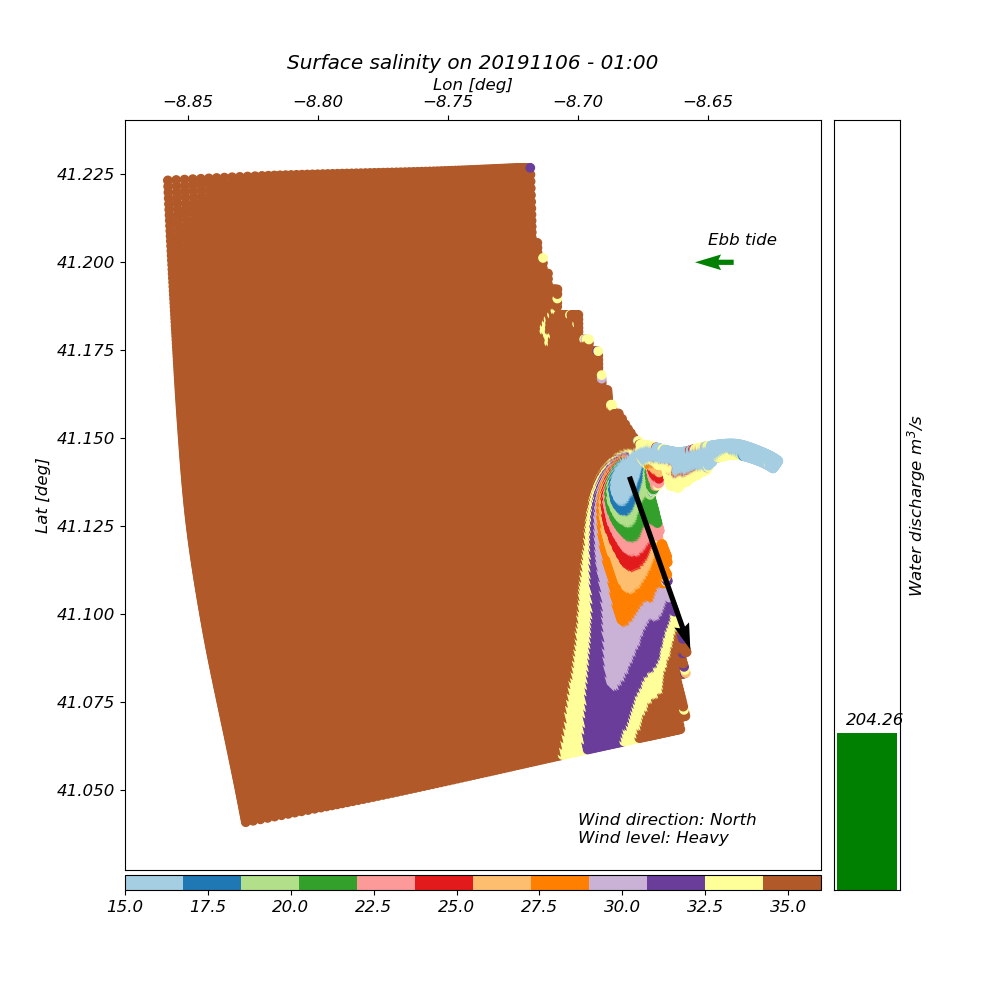 Surface salinity on 20191106 - 01:00
Lon [deg]
−8.85 −8.80 −8.75 −8.70 −8.65
41.225
Ebb tide
41.200
41.175
41.150
41.125
41.100
41.075
41.050
Lat [deg]
Water discharge m³/s
204.26
Wind direction: North
Wind level: Heavy
15.0 17.5 20.0 22.5 25.0 27.5 30.0 32.5 35.0